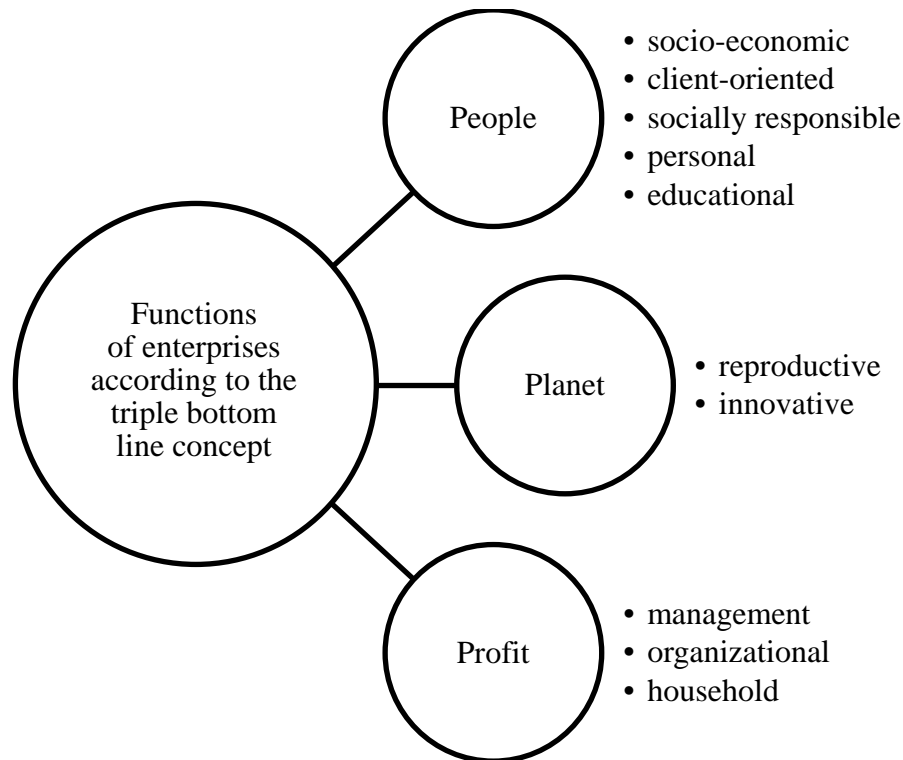 Functions
of enterprises
according to the
triple bottom
line concept
People
• socio-economic
• client-oriented
• socially responsible
• personal
• educational
Planet
• reproductive
• innovative
Profit
• management
• organizational
• household